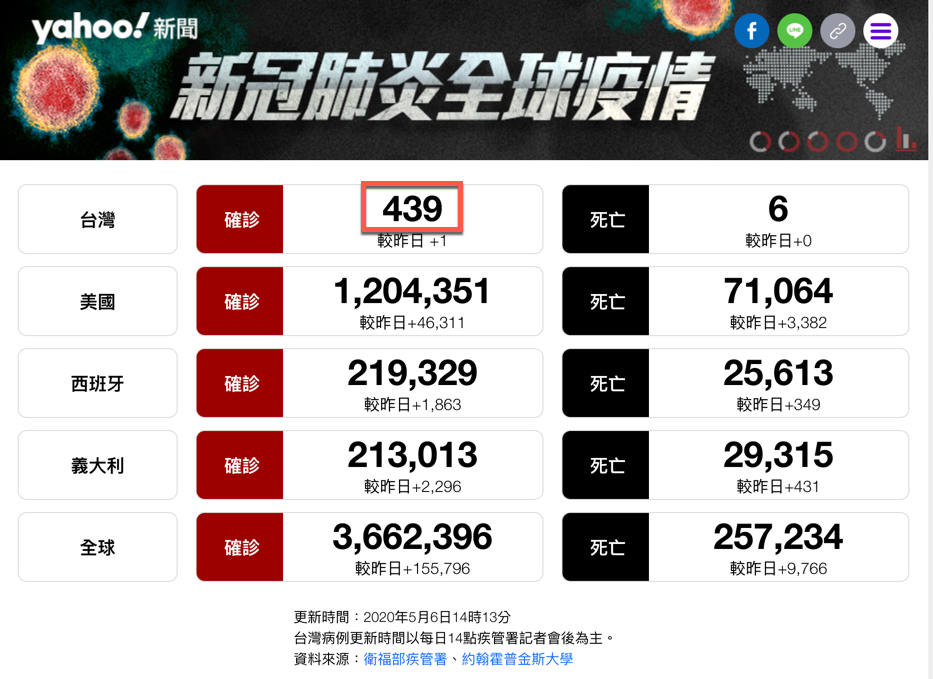 yahoo!新聞
新冠肺炎全球疫情
台灣
確診
439
較昨日 +1
死亡
6
較昨日+0
美國
確診
1,204,351
較昨日+46,311
死亡
71,064
較昨日+3,382
西班牙
確診
219,329
較昨日+1,863
死亡
25,613
較昨日+349
義大利
確診
213,013
較昨日+2,296
死亡
29,315
較昨日+431
全球
確診
3,662,396
較昨日+155,796
死亡
257,234
較昨日+9,766
更新時間：2020年5月6日14時13分
台灣病例更新時間以每日14點疾管署記者會後為主。
資料來源：衛福部疾管署、約翰霍普金斯大學